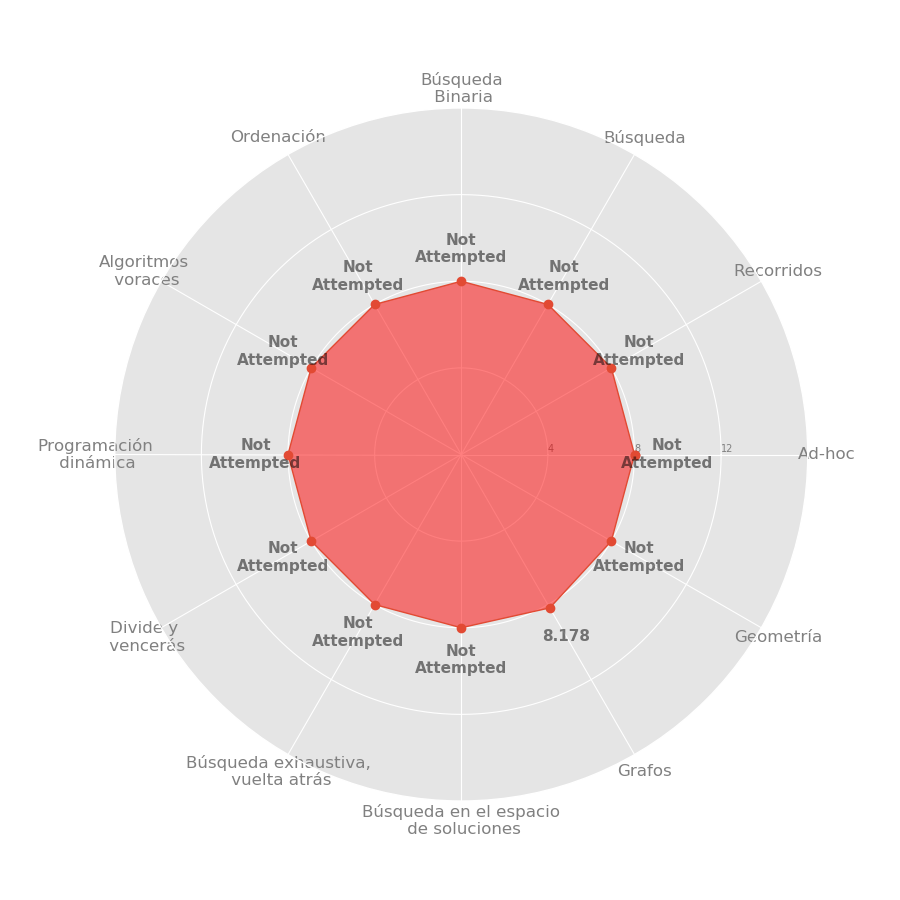 Búsqueda
Binaria
Ordenación
Búsqueda
Not
Attempted
Algoritmos
voraces
Not
Attempted
Not
Attempted
Recorridos
Not
Attempted
Not
Attempted
Programación
dinámica
Not
Attempted
4
8
12
Not
Attempted
Ad-hoc
Not
Attempted
Not
Attempted
Divide y
vencerás
Not
Attempted
Not
Attempted
8.178
Geometría
Búsqueda exhaustiva,
vuelta atrás
Grafos
Búsqueda en el espacio
de soluciones